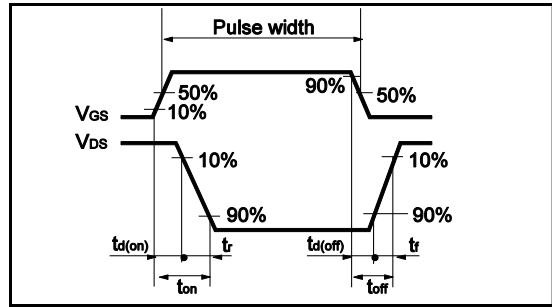 Pulse width
90%
50% 50%
10%
VGS
VDS
10% 10%
90% 90%
td(on) tr td(off) tf
ton toff